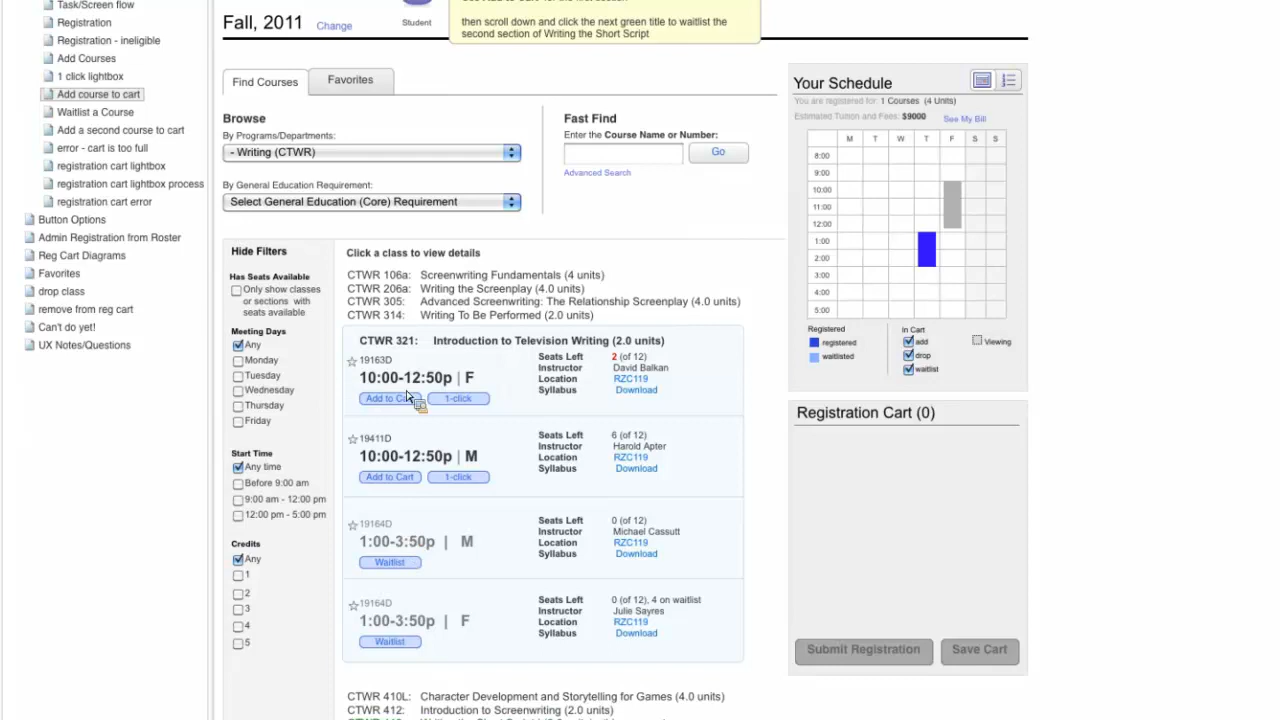 Task/Screen flow
Registration
Registration - ineligible
Add Courses
1 click lightbox
Add course to cart
Waitlist a Course
Add a second course to cart
error - cart is too full
registration cart lightbox
registration cart lightbox process
registration cart error
Button Options
Admin Registration from Roster
Reg Cart Diagrams
Favorites
drop class
remove from reg cart
Can't do yet!
UX Notes/Questions
Fall, 2011 Change
Student
then scroll down and click the next green title to waitlist the
second section of Writing the Short Script
Find Courses Favorites
Browse
By Programs/Departments:
- Writing (CTWR)
By General Education Requirement:
Select General Education (Core) Requirement
Fast Find
Enter the Course Name or Number:
Go
Advanced Search
Hide Filters
Has Seats Available
Only show classes
or sections with
seats available
Meeting Days
Any
Monday
Tuesday
Wednesday
Thursday
Friday
Start Time
Any time
Before 9:00 am
9:00 am - 12:00 pm
12:00 pm - 5:00 pm
Credits
Any
1
2
3
4
5
Click a class to view details
CTWR 106a: Screenwriting Fundamentals (4 units)
CTWR 206a: Writing the Screenplay (4.0 units)
CTWR 305: Advanced Screenwriting: The Relationship Screenplay (4.0 units)
CTWR 314: Writing To Be Performed (2.0 units)
CTWR 321: Introduction to Television Writing (2.0 units)
19163D
10:00-12:50p | F
Add to Ca 1-click
Seats Left 2 (of 12)
Instructor David Balkan
Location RZC119
Syllabus Download
19411D
10:00-12:50p | M
Add to Cart 1-click
Seats Left 6 (of 12)
Instructor Harold Apter
Location RZC119
Syllabus Download
19164D
1:00-3:50p | M
Waitlist
Seats Left 0 (of 12)
Instructor Michael Cassutt
Location RZC119
Syllabus Download
19164D
1:00-3:50p | F
Waitlist
Seats Left 0 (of 12), 4 on waitlist
Instructor Julie Sayres
Location RZC119
Syllabus Download
CTWR 410L: Character Development and Storytelling for Games (4.0 units)
CTWR 412: Introduction to Screenwriting (2.0 units)
Your Schedule
You are registered for: 1 Courses (4 Units)
Estimated Tution and Fees: $9000 See My Bill
M T W T F S S
8:00
9:00
10:00
11:00
12:00
1:00
2:00
3:00
4:00
5:00
Registered
registered
waitlisted
In Cart
add
drop
waitlist
Viewing
Registration Cart (0)
Submit Registration Save Cart